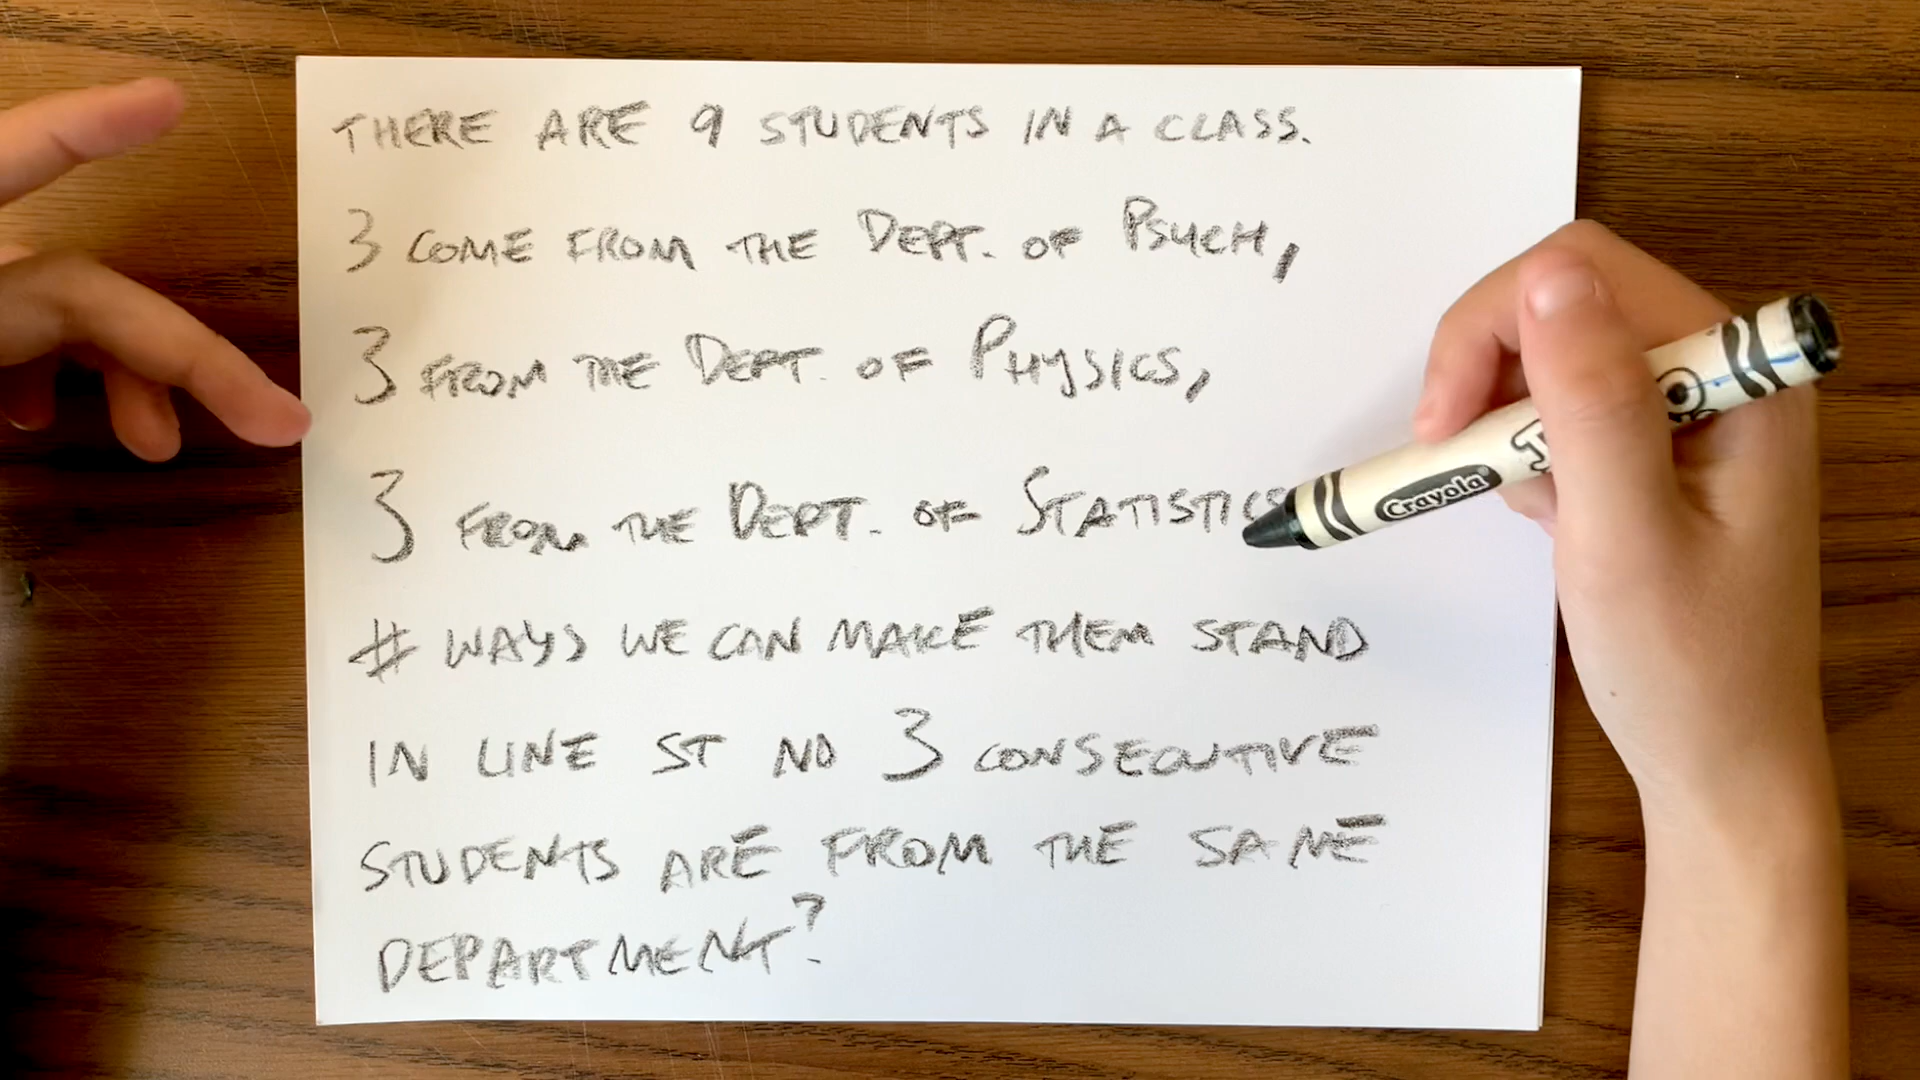 THERE ARE 9 STUDENTS IN A CLASS.
3 COME FROM THE DEPT. OF PSYCH,
3 FROM THE DEPT. OF PHYSICS,
3 FROM THE DEPT. OF STATISTICS
Crayola
# WAYS WE CAN MAKE THEM STAND
IN LINE ST NO 3 CONSECUTIVE
STUDENTS ARE FROM THE SAME
DEPARTMENT?